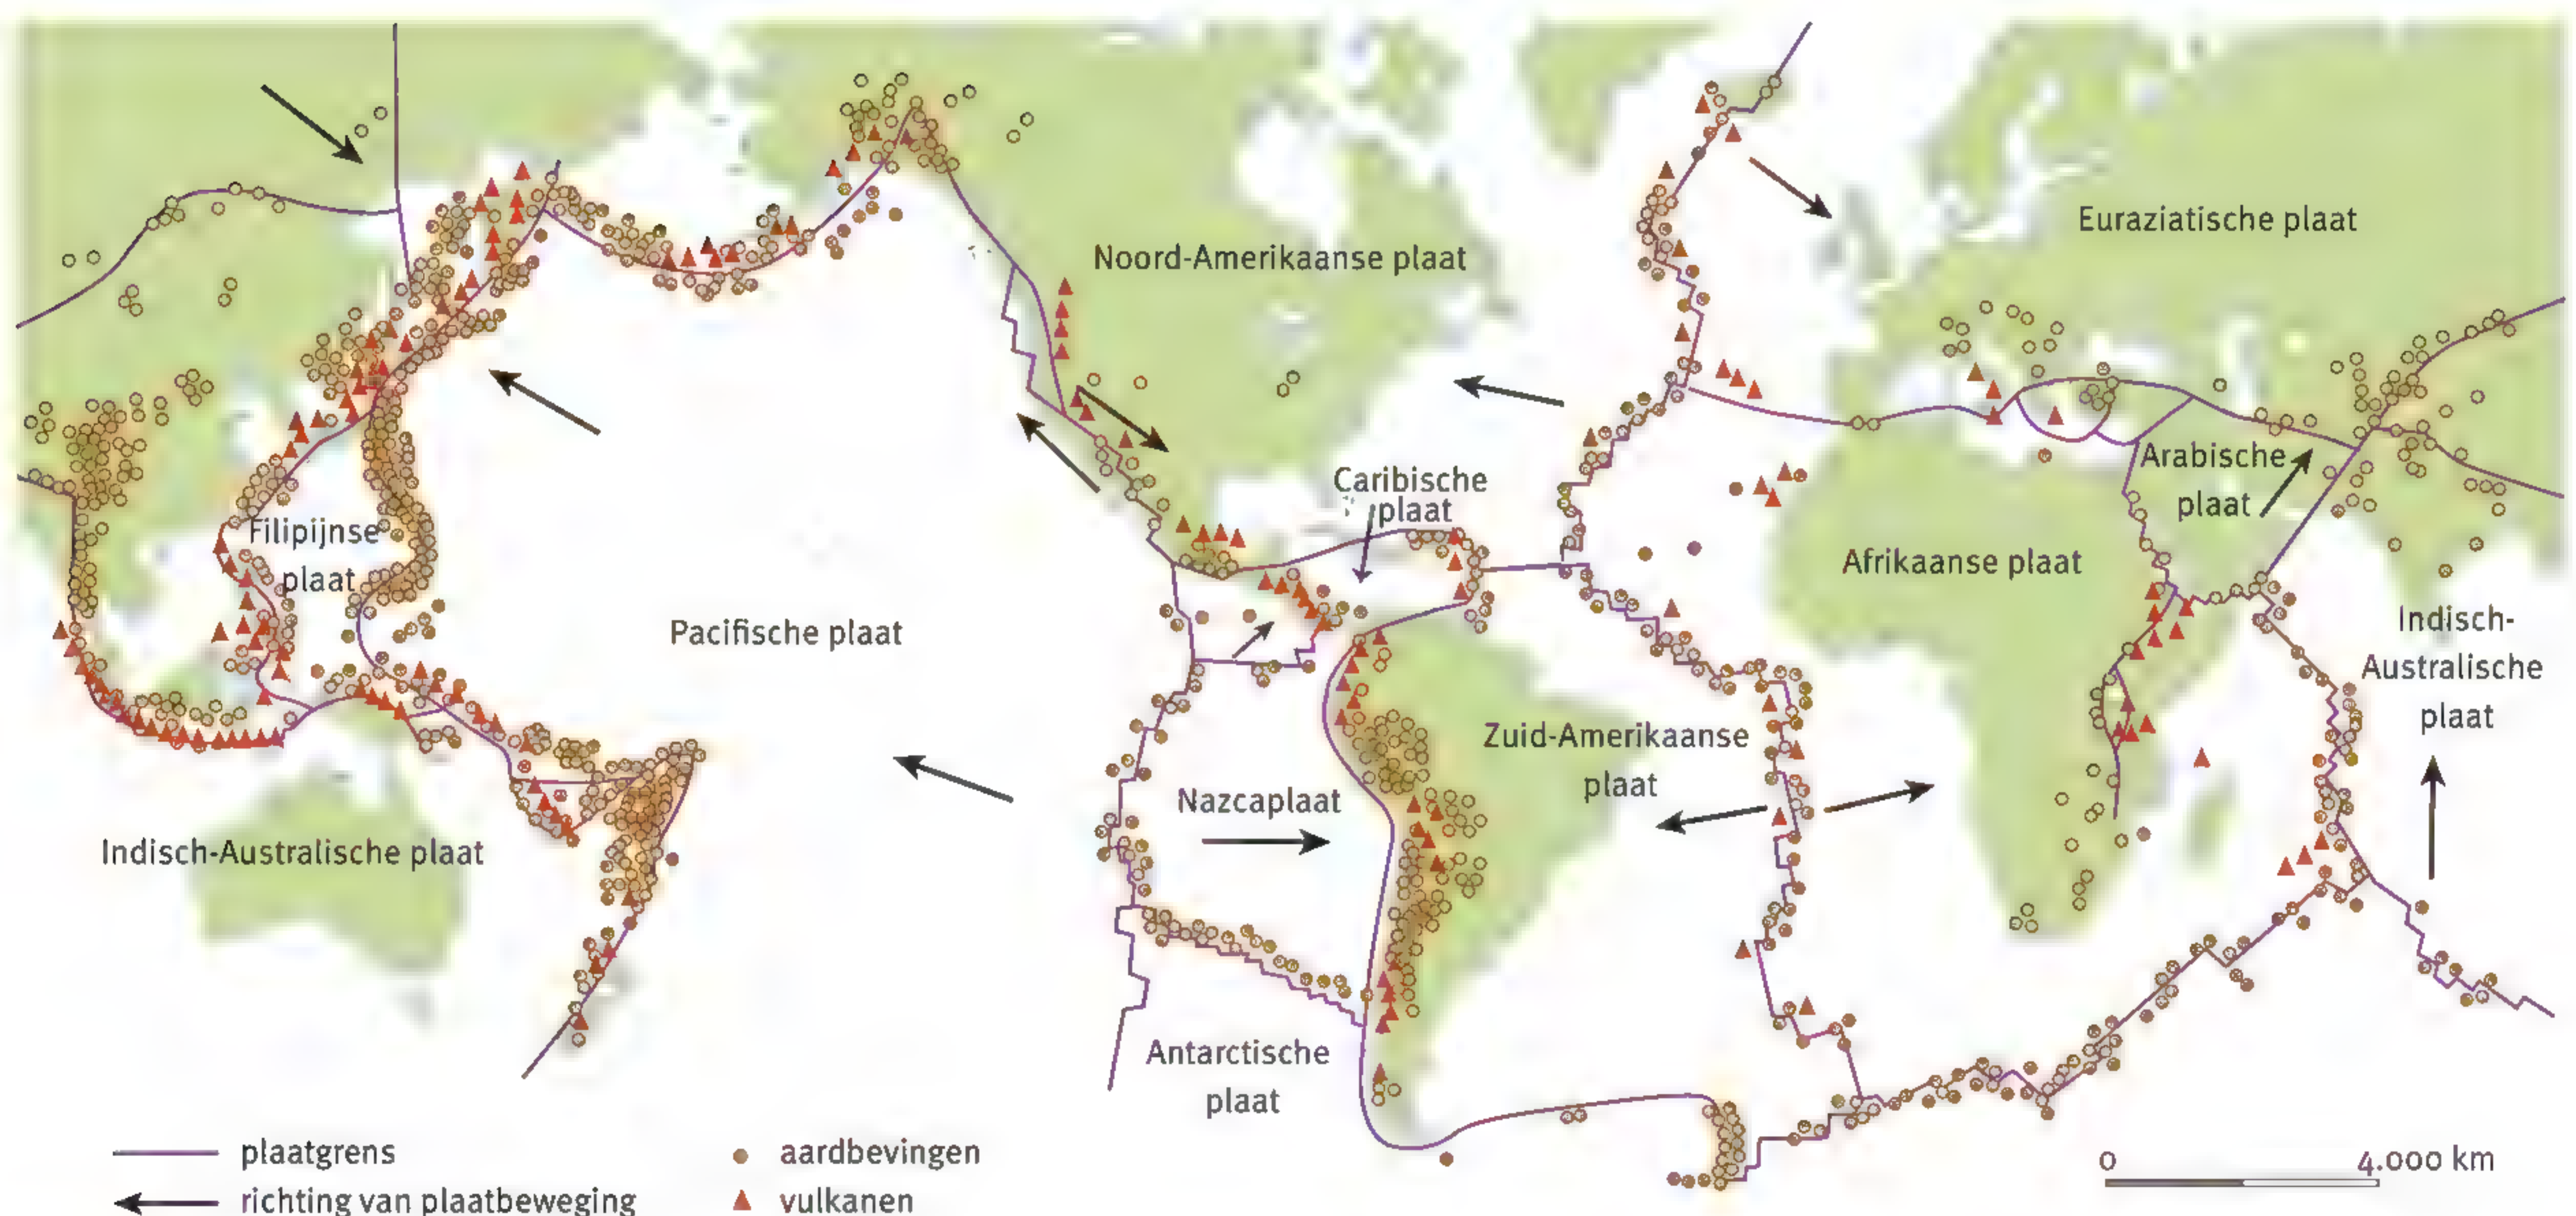 Noord-Amerikaanse plaat
Euraziatische plaat
Caribische
plaat
Arabische
plaat
Filipijnse
plaat
Afrikaanse plaat
Pacifische plaat
Indisch-
Australische
plaat
Zuid-Amerikaanse
plaat
Nazcaplaat
Indisch-Australische plaat
Antarctische
plaat
plaatgrens
aardbevingen
0 4.000 km
richting van plaatbeweging
vulkanen